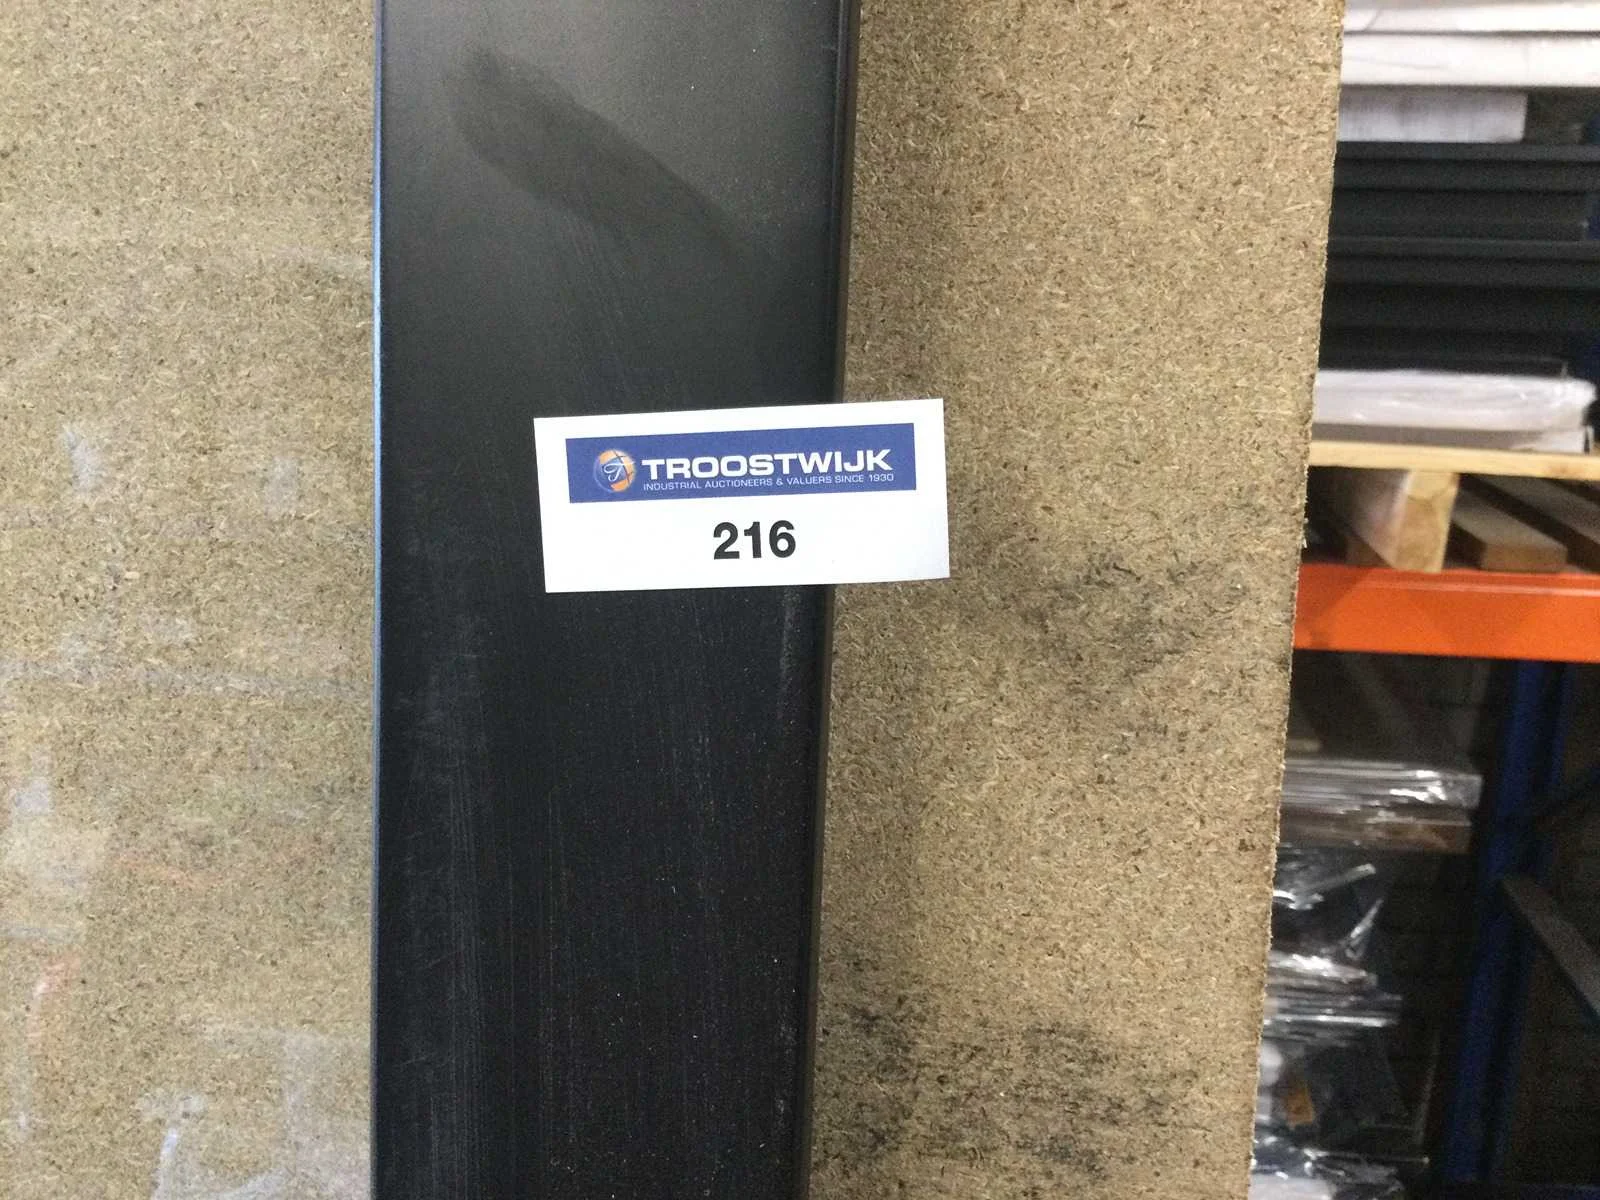 TROOSTWIJK
INDUSTRIAL AUCTIONEERS & VALUERS SINCE 1930
216